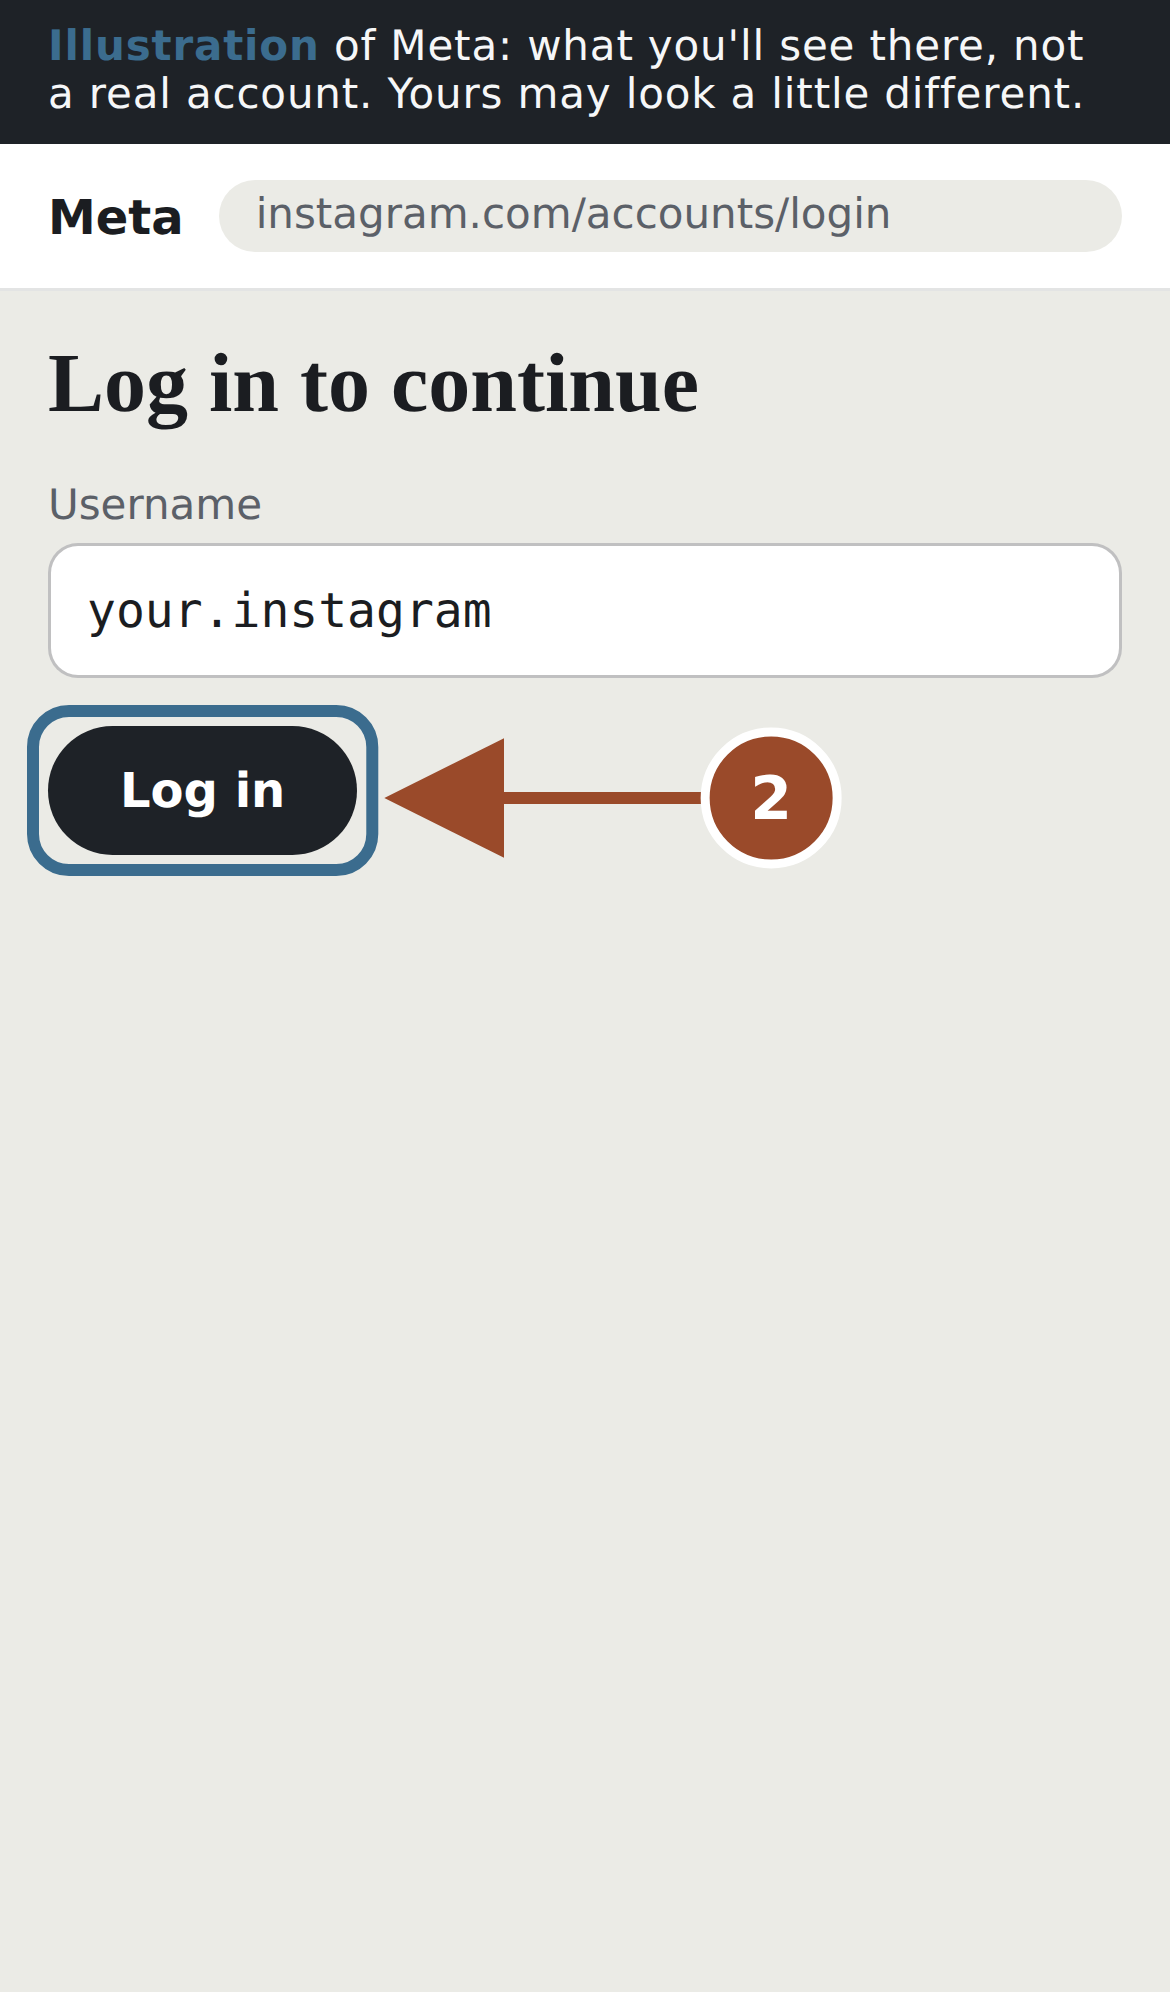 Illustration of Meta: what you'll see there, not
a real account. Yours may look a little different.
Meta
instagram.com/accounts/login
Log in to continue
Username
your.instagram
Log in
2